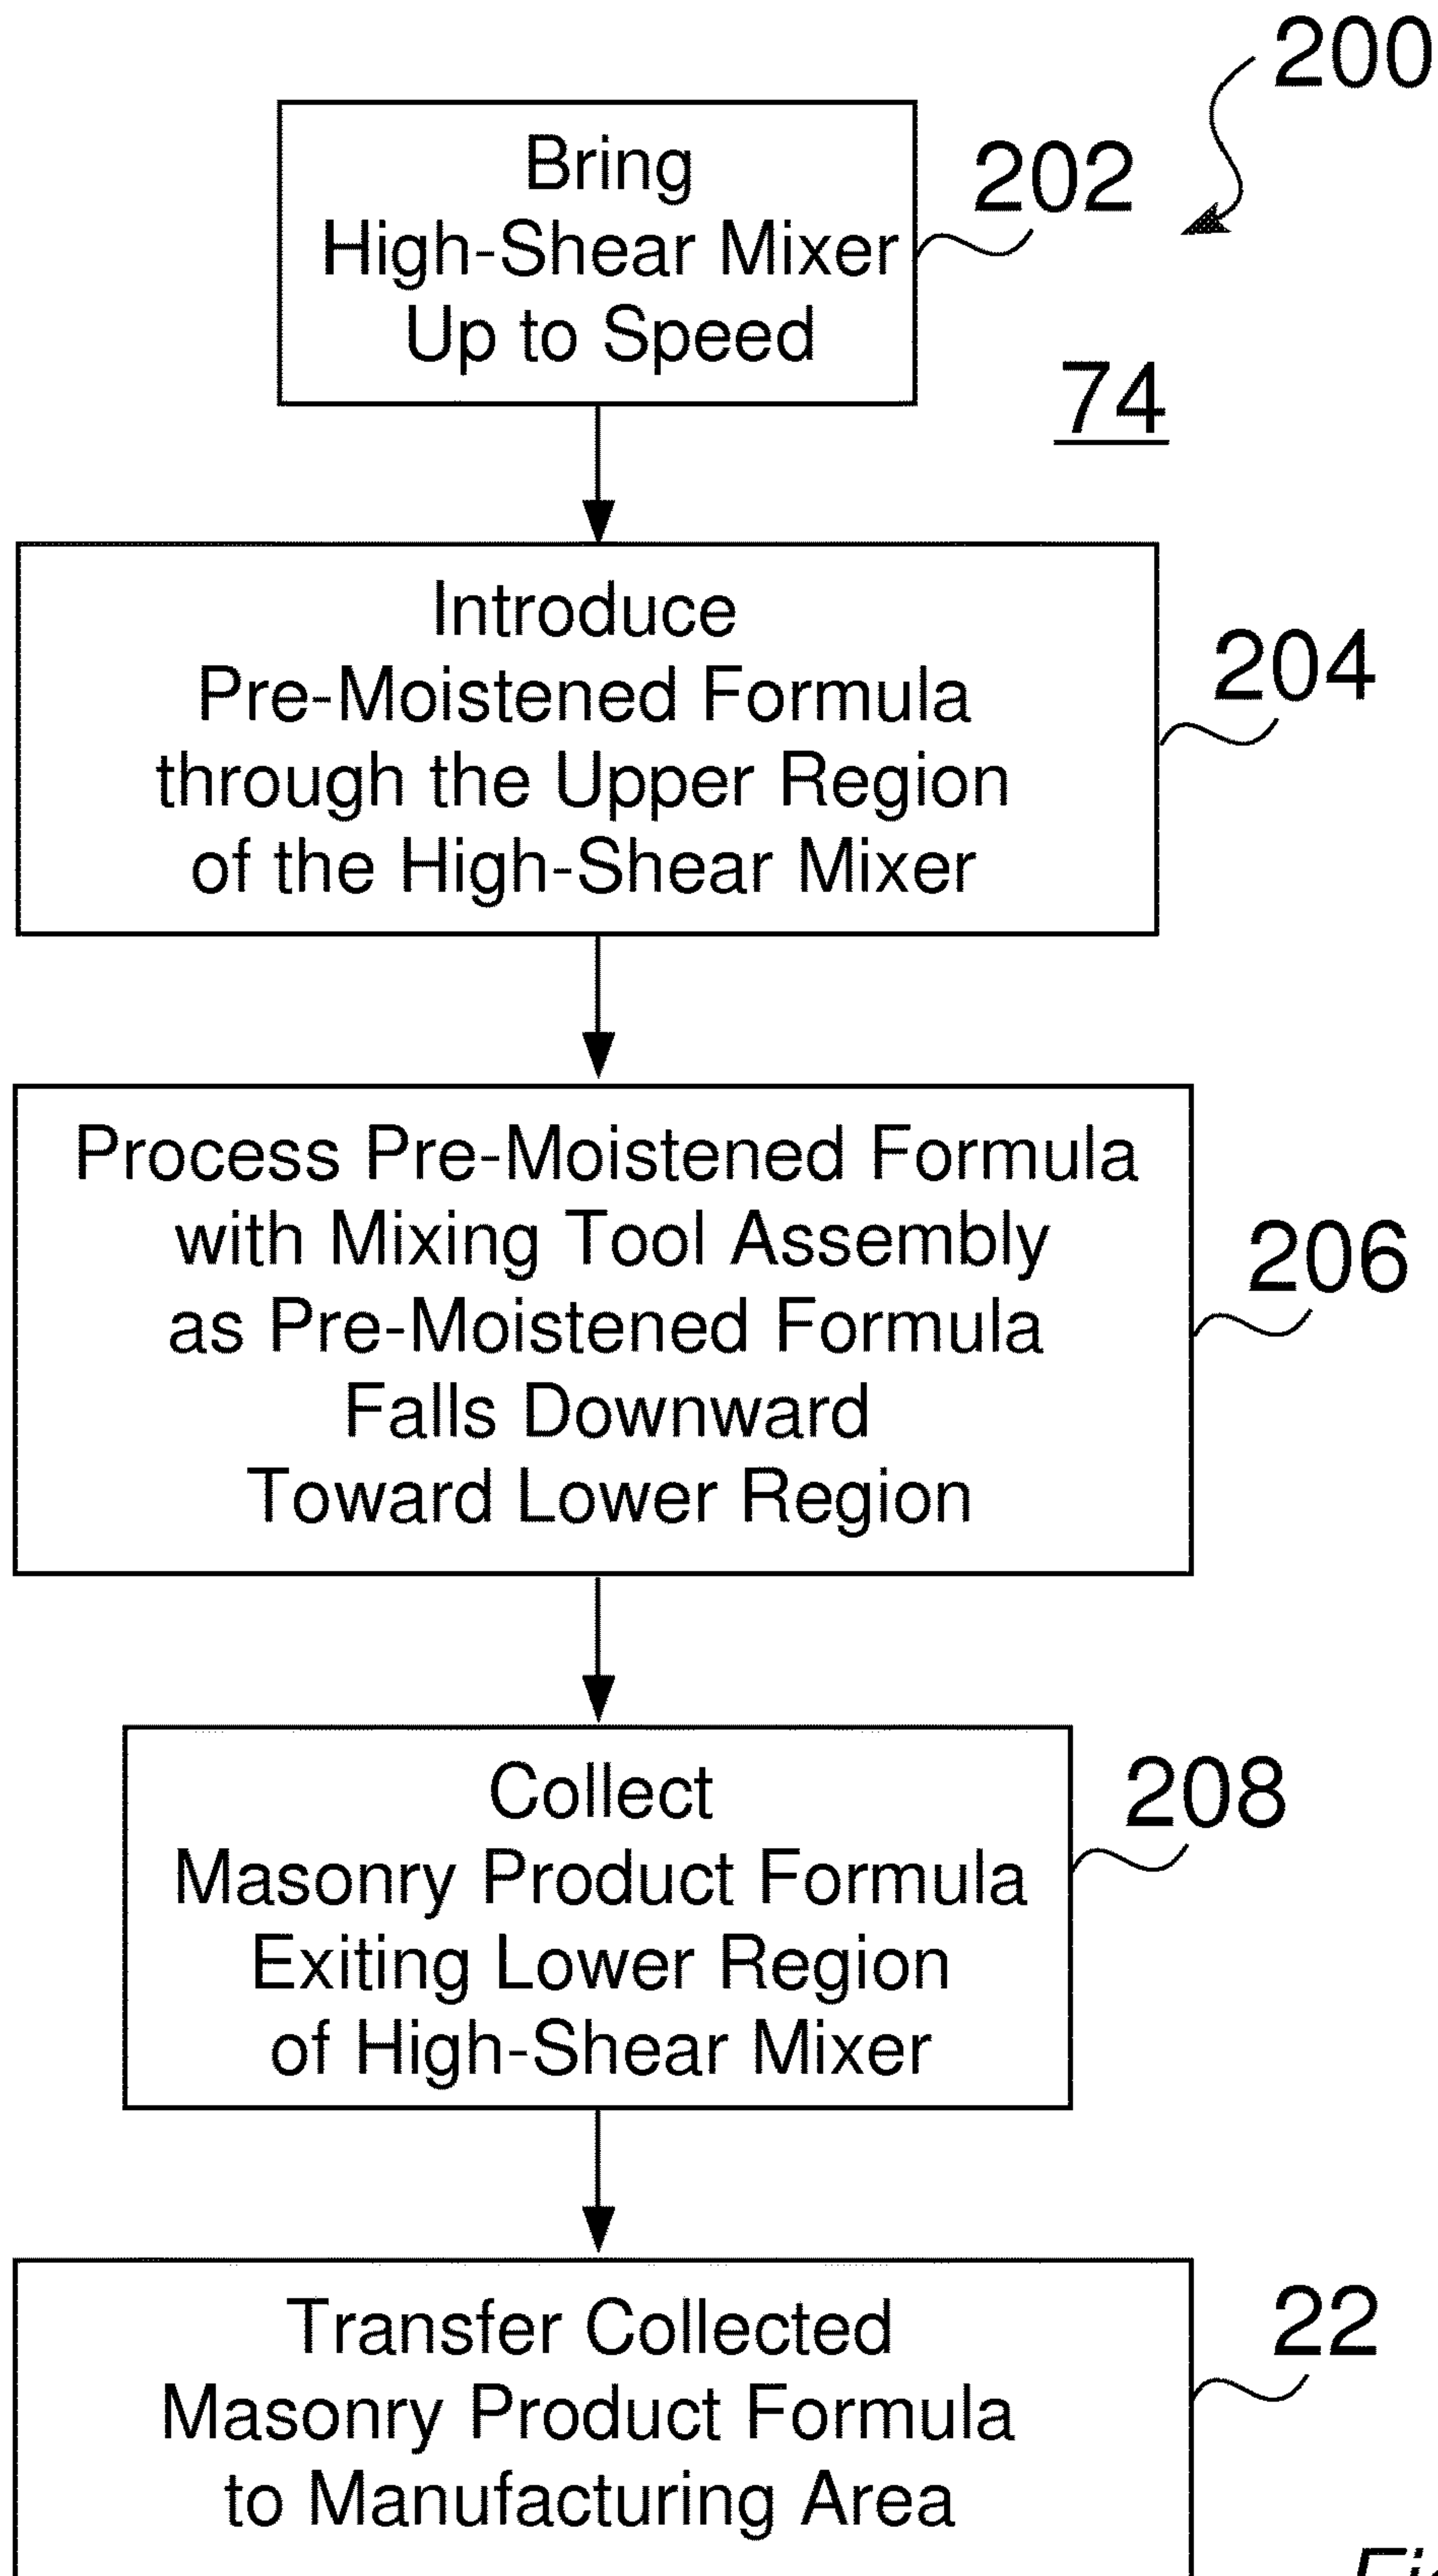 200
Bring
High-Shear Mixer
Up to Speed
202
74
Introduce
Pre-Moistened Formula
through the Upper Region
of the High-Shear Mixer
204
Process Pre-Moistened Formula
with Mixing Tool Assembly
as Pre-Moistened Formula
Falls Downward
Toward Lower Region
206
Collect
Masonry Product Formula
Exiting Lower Region
of High-Shear Mixer
208
Transfer Collected
Masonry Product Formula
to Manufacturing Area
22